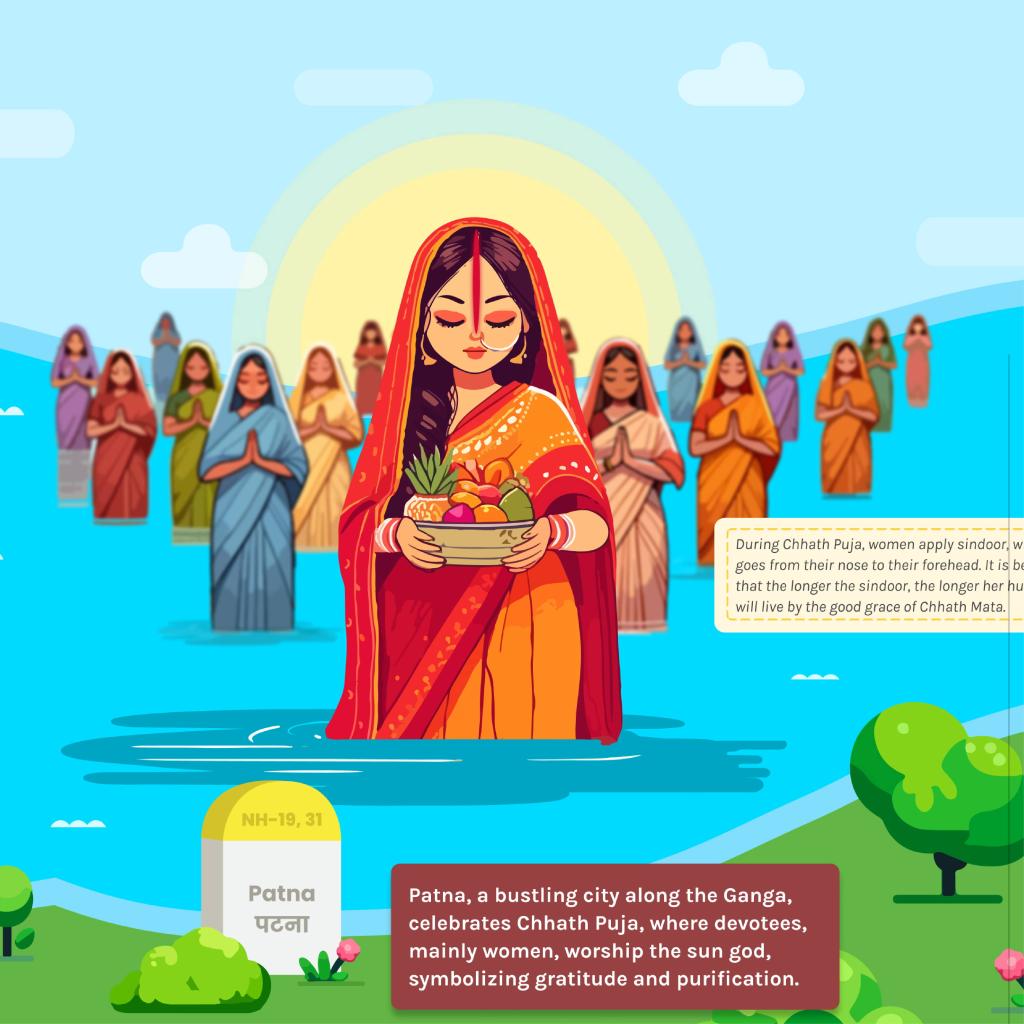 During Chhath Puja, women apply sindoor,
goes from their nose to their forehead. It is
that the longer the sindoor, the longer her
will live by the good grace of Chhath Mata.
NH-19, 31
Patna
पटना
Patna, a bustling city along the Ganga,
celebrates Chhath Puja, where devotees,
mainly women, worship the sun god,
symbolizing gratitude and purification.